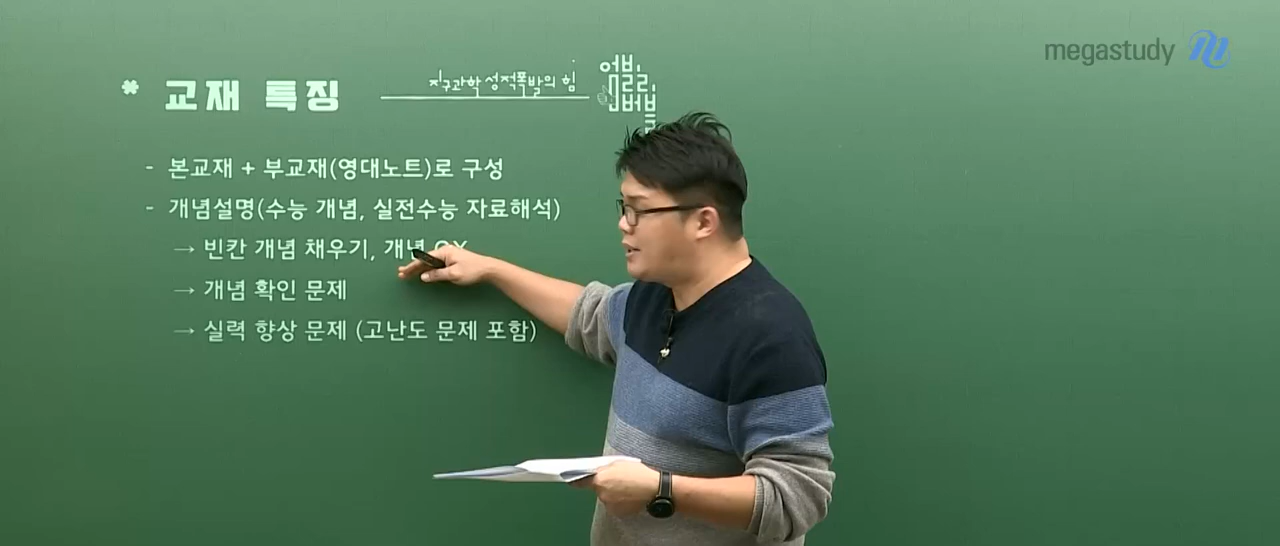 megastudy
* 교재 특징
지구과학 성적폭발의 힘
- 본교재 + 부교재(영대노트)로 구성
- 개념설명(수능 개념, 실전수능 자료해석)
→ 빈칸 개념 채우기, 개념 OX
→ 개념 확인 문제
→ 실력 향상 문제 (고난도 문제 포함)